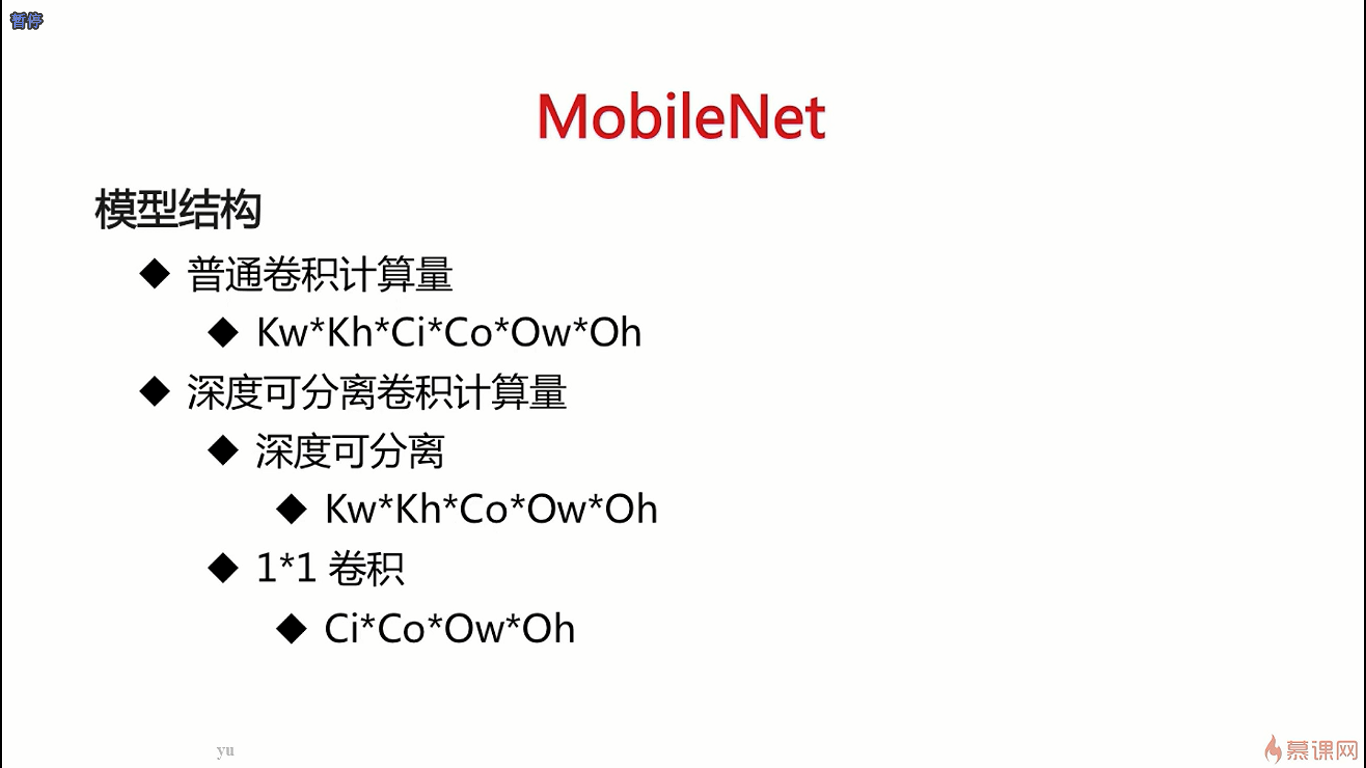 暂停
MobileNet
模型结构
◆ 普通卷积计算量
◆ Kw*Kh*Ci*Co*Ow*Oh
◆ 深度可分离卷积计算量
◆ 深度可分离
◆ Kw*Kh*Co*Ow*Oh
◆ 1*1 卷积
◆ Ci*Co*Ow*Oh
yu
慕课网